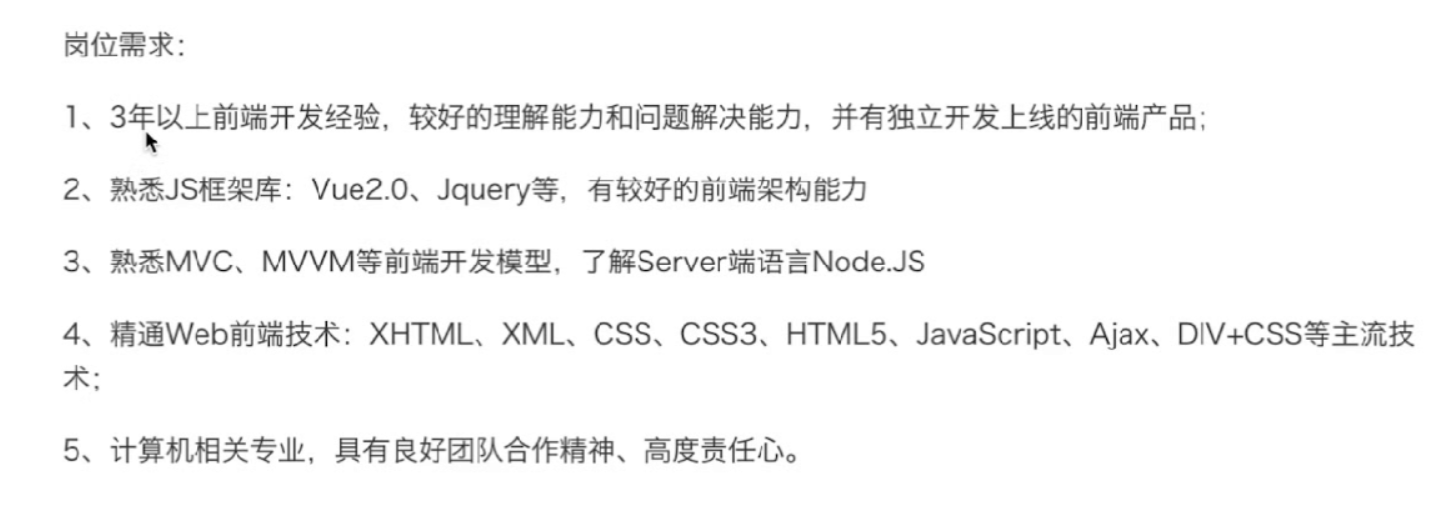 岗位需求：
1、3年以上前端开发经验，较好的理解能力和问题解决能力，并有独立开发上线的前端产品；
2、熟悉JS框架库：Vue2.0、Jquery等，有较好的前端架构能力
3、熟悉MVC、MVVM等前端开发模型，了解Server端语言Node.JS
4、精通Web前端技术：XHTML、XML、CSS、CSS3、HTML5、JavaScript、Ajax、DIV+CSS等主流技
术；
5、计算机相关专业，具有良好团队合作精神、高度责任心。